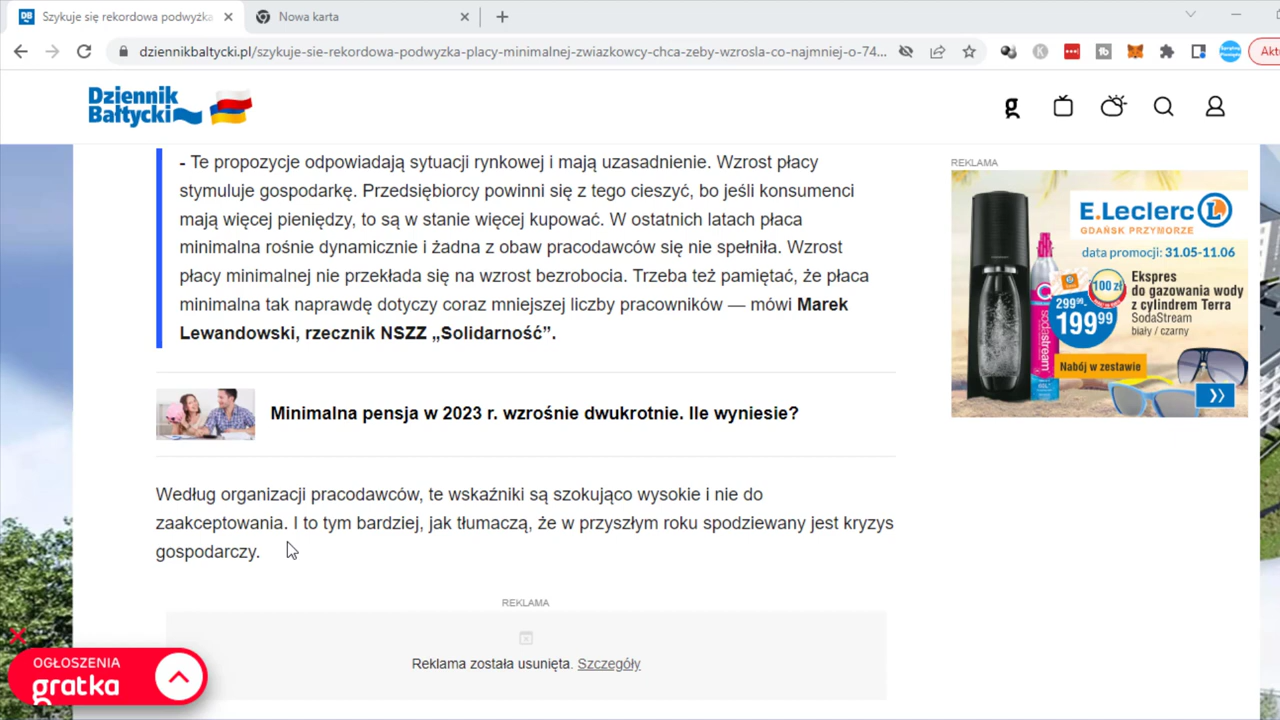 Szykuje się rekordowa podwyżka
Nowa karta
dziennikbaltycki.pl/szykuje-sie-rekordowa-podwyzka-placy-minimalnej-zwiazkowcy-chca-zeby-wzrosla-co-najmniej-o-74...
Aktu
Dziennik
Bałtycki
- Te propozycje odpowiadają sytuacji rynkowej i mają uzasadnienie. Wzrost płacy
stymuluje gospodarkę. Przedsiębiorcy powinni się z tego cieszyć, bo jeśli konsumenci
mają więcej pieniędzy, to są w stanie więcej kupować. W ostatnich latach płaca
minimalna rośnie dynamicznie i żadna z obaw pracodawców się nie spełniła. Wzrost
płacy minimalnej nie przekłada się na wzrost bezrobocia. Trzeba też pamiętać, że płaca
minimalna tak naprawdę dotyczy coraz mniejszej liczby pracowników — mówi Marek
Lewandowski, rzecznik NSZZ „Solidarność”.
Minimalna pensja w 2023 r. wzrośnie dwukrotnie. Ile wyniesie?
Według organizacji pracodawców, te wskaźniki są szokująco wysokie i nie do
zaakceptowania. I to tym bardziej, jak tłumaczą, że w przyszłym roku spodziewany jest kryzys
gospodarczy.
REKLAMA
Reklama została usunięta. Szczegóły
REKLAMA
E.Leclerc L
GDAŃSK PRZYMORZE
data promocji: 31.05-11.06
Ekspres
do gazowania wody
z cylindrem Terra
SodaStream
biały / czarny
100 zł
299.99-
199.99
sodastream
Nabój w zestawie
OGŁOSZENIA
gratka